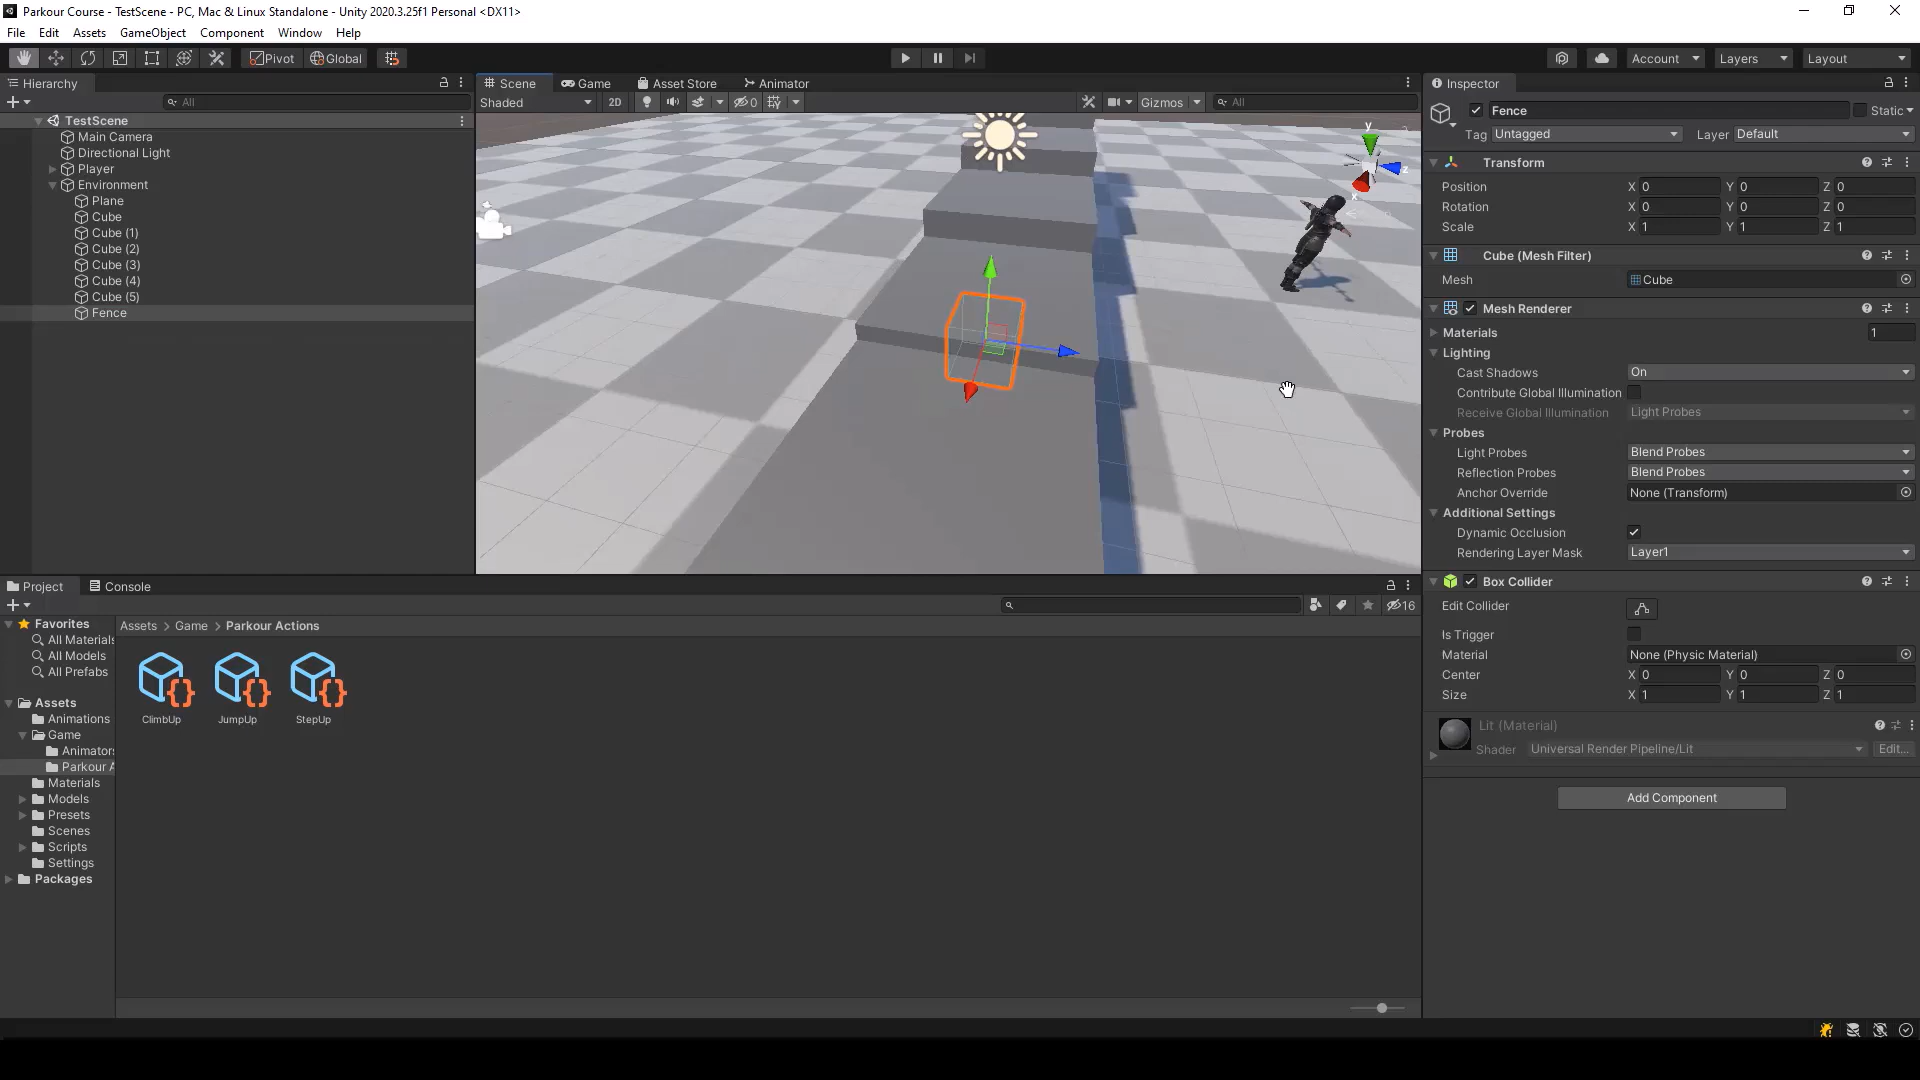 Parkour Course - TestScene - PC, Mac & Linux Standalone - Unity 2020.3.25f1 Personal <DX11>
File Edit Assets GameObject Component Window Help
Pivot Global Account Layers Layout
Hierarchy
All
TestScene
Main Camera
Directional Light
Player
Environment
Plane
Cube
Cube (1)
Cube (2)
Cube (3)
Cube (4)
Cube (5)
Fence
Scene Game Asset Store Animator
Shaded 2D 0 Gizmos All
y
z
x
Inspector
Fence Static
Tag Untagged Layer Default
Transform
Position X 0 Y 0 Z 0
Rotation X 0 Y 0 Z 0
Scale X 1 Y 1 Z 1
Cube (Mesh Filter)
Mesh Cube
Mesh Renderer
Materials 1
Lighting
Cast Shadows On
Contribute Global Illumination
Receive Global Illumination Light Probes
Probes
Light Probes Blend Probes
Reflection Probes Blend Probes
Anchor Override None (Transform)
Additional Settings
Dynamic Occlusion
Rendering Layer Mask Layer1
Box Collider
Edit Collider
Is Trigger
Material None (Physic Material)
Center X 0 Y 0 Z 0
Size X 1 Y 1 Z 1
Lit (Material)
Shader Universal Render Pipeline/Lit Edit...
Add Component
Project Console
16
Favorites
All Materials
All Models
All Prefabs
Assets
Animations
Game
Animators
Parkour A
Materials
Models
Presets
Scenes
Scripts
Settings
Packages
Assets > Game > Parkour Actions
ClimbUp JumpUp StepUp